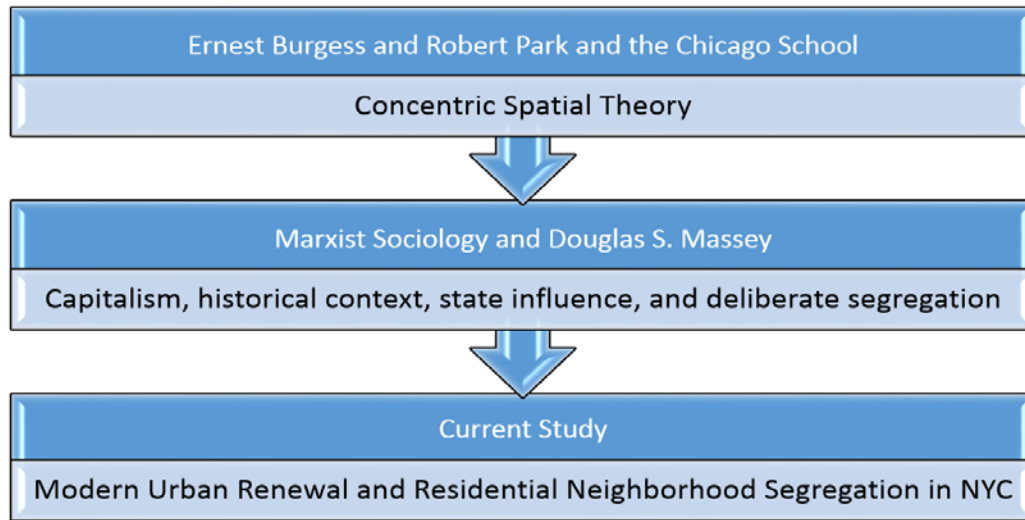 Ernest Burgess and Robert Park and the Chicago School
Concentric Spatial Theory
Marxist Sociology and Douglas S. Massey
Capitalism, historical context, state influence, and deliberate segregation
Current Study
Modern Urban Renewal and Residential Neighborhood Segregation in NYC